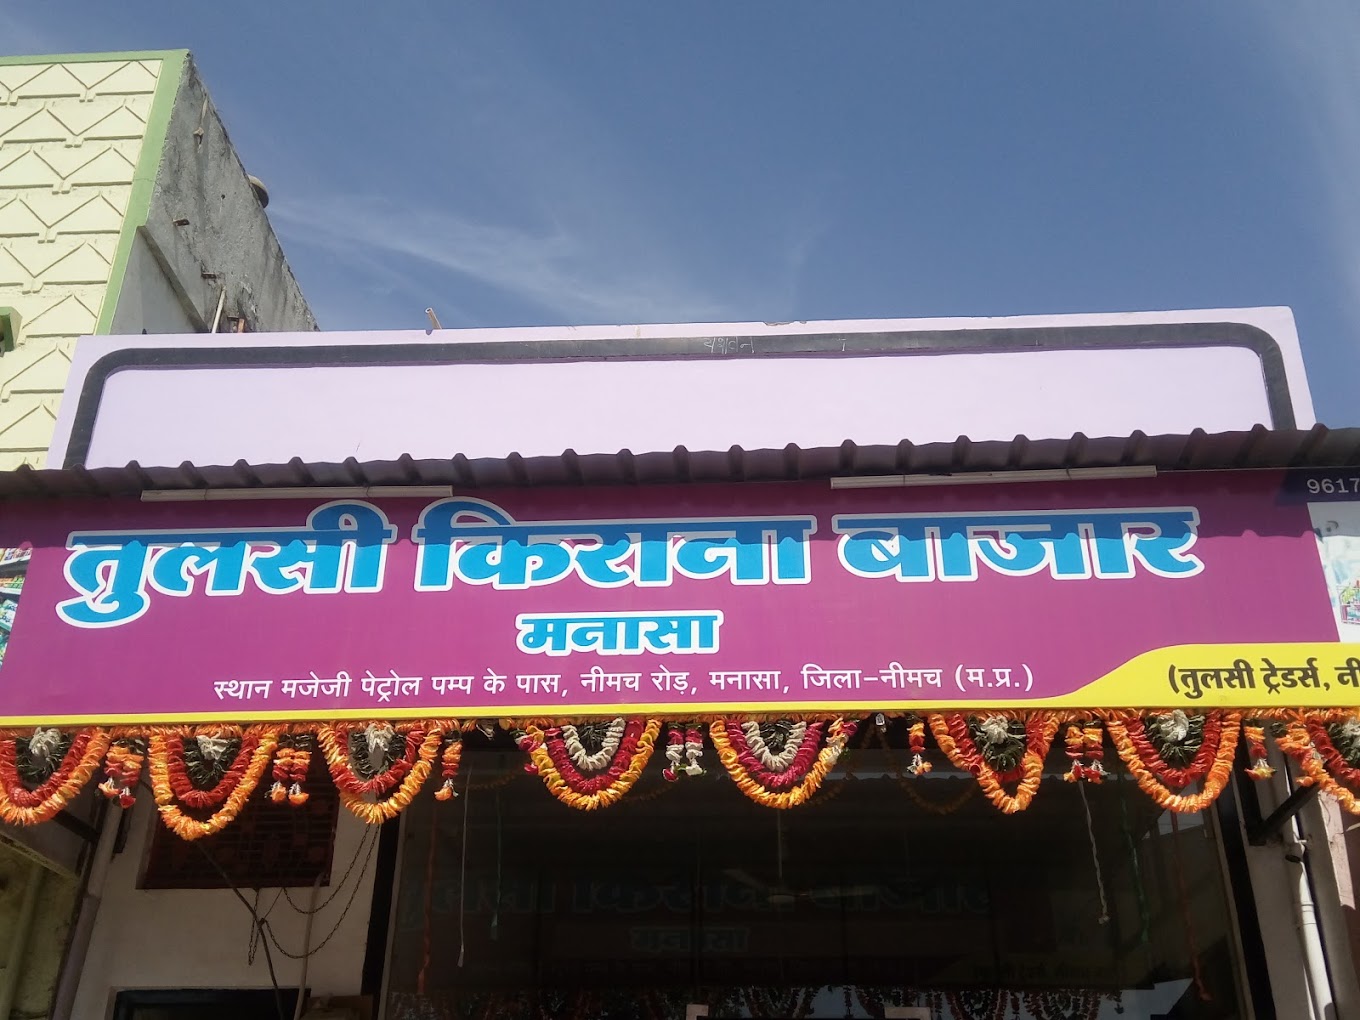 9617
तुलसी किराना बाजार
मनासा
स्थान मजेजी पेट्रोल पम्प के पास, नीमच रोड़, मनासा, जिला-नीमच (म.प्र.)
(तुलसी ट्रेडर्स, नी